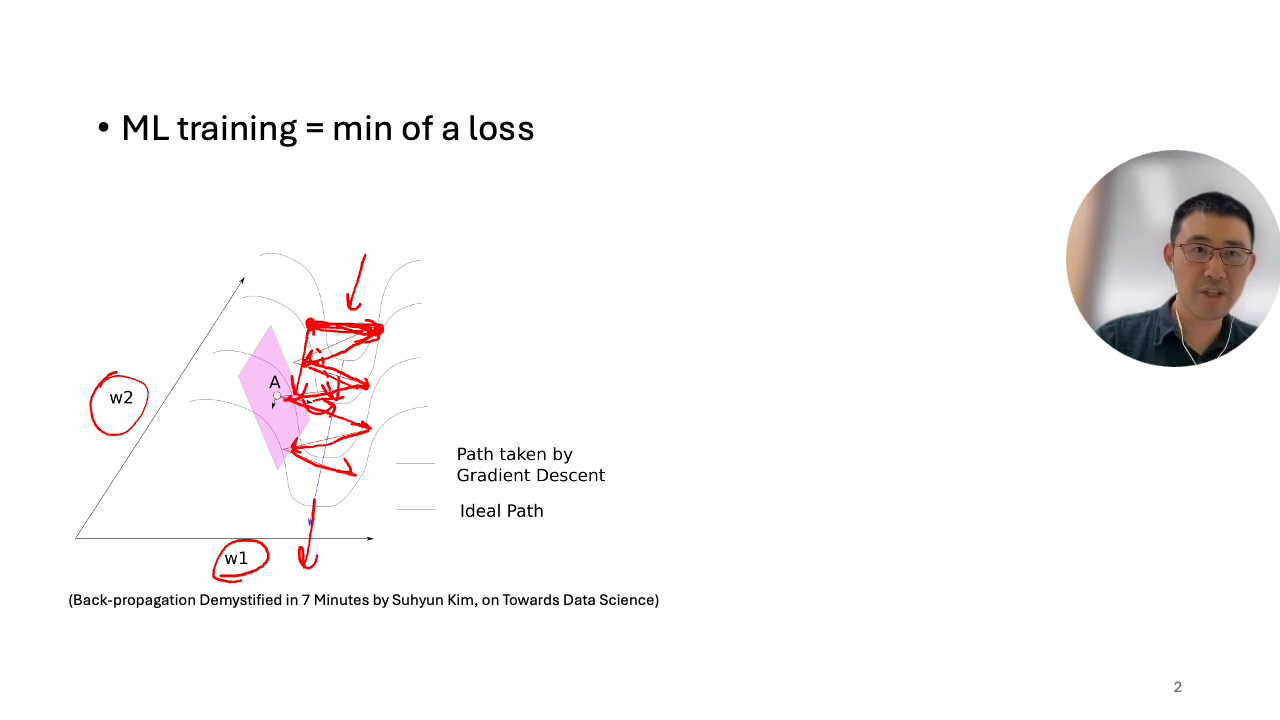 • ML training = min of a loss
A
w2
Path taken by
Gradient Descent
Ideal Path
w1
(Back-propagation Demystified in 7 Minutes by Suhyun Kim, on Towards Data Science)
2